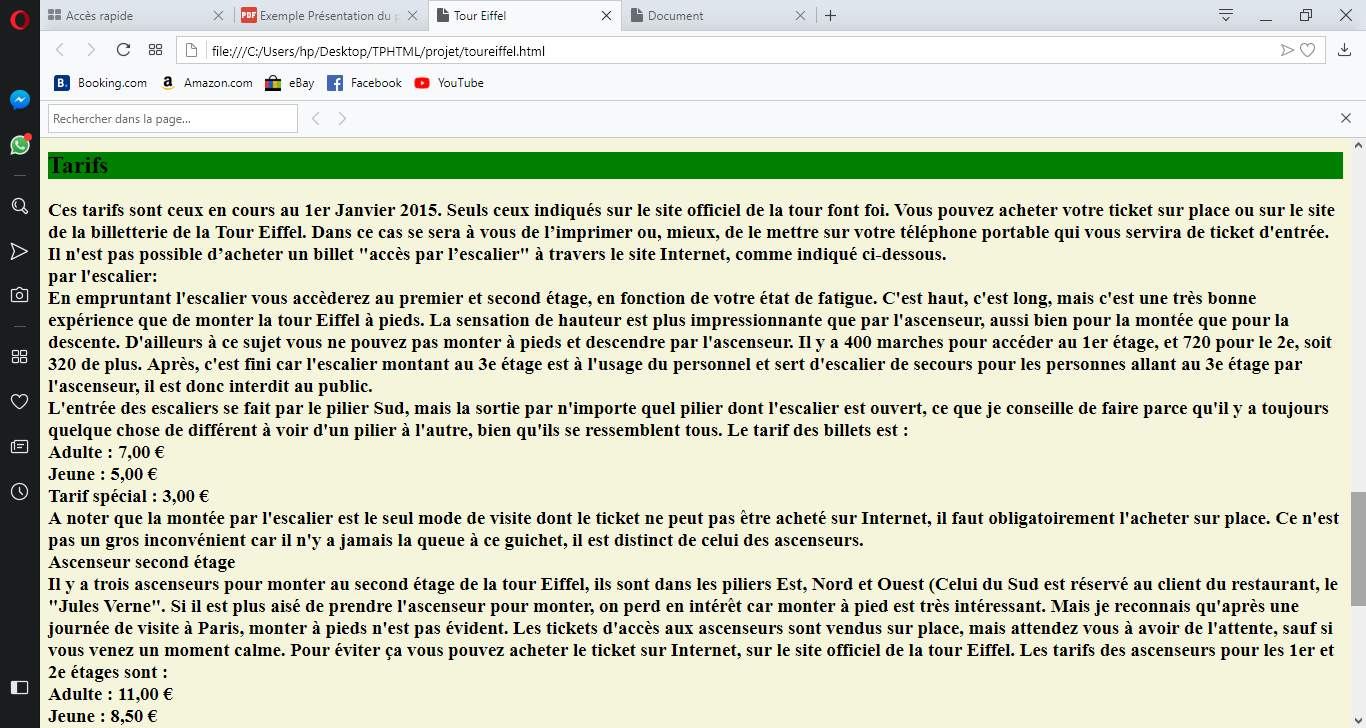 Accès rapide
Exemple Présentation du p
Tour Eiffel
Document
file:///C:/Users/hp/Desktop/TPHTML/projet/toureiffel.html
Booking.com
Amazon.com
eBay
Facebook
YouTube
Rechercher dans la page...
Tarifs
Ces tarifs sont ceux en cours au 1er Janvier 2015. Seuls ceux indiqués sur le site officiel de la tour font foi. Vous pouvez acheter votre ticket sur place ou sur le site
de la billetterie de la Tour Eiffel. Dans ce cas se sera à vous de l’imprimer ou, mieux, de le mettre sur votre téléphone portable qui vous servira de ticket d'entrée.
Il n'est pas possible d’acheter un billet "accès par l’escalier" à travers le site Internet, comme indiqué ci-dessous.
par l'escalier:
En empruntant l'escalier vous accèderez au premier et second étage, en fonction de votre état de fatigue. C'est haut, c'est long, mais c'est une très bonne
expérience que de monter la tour Eiffel à pieds. La sensation de hauteur est plus impressionnante que par l'ascenseur, aussi bien pour la montée que pour la
descente. D'ailleurs à ce sujet vous ne pouvez pas monter à pieds et descendre par l'ascenseur. Il y a 400 marches pour accéder au 1er étage, et 720 pour le 2e, soit
320 de plus. Après, c'est fini car l'escalier montant au 3e étage est à l'usage du personnel et sert d'escalier de secours pour les personnes allant au 3e étage par
l'ascenseur, il est donc interdit au public.
L'entrée des escaliers se fait par le pilier Sud, mais la sortie par n'importe quel pilier dont l'escalier est ouvert, ce que je conseille de faire parce qu'il y a toujours
quelque chose de différent à voir d'un pilier à l'autre, bien qu'ils se ressemblent tous. Le tarif des billets est :
Adulte : 7,00 €
Jeune : 5,00 €
Tarif spécial : 3,00 €
A noter que la montée par l'escalier est le seul mode de visite dont le ticket ne peut pas être acheté sur Internet, il faut obligatoirement l'acheter sur place. Ce n'est
pas un gros inconvénient car il n'y a jamais la queue à ce guichet, il est distinct de celui des ascenseurs.
Ascenseur second étage
Il y a trois ascenseurs pour monter au second étage de la tour Eiffel, ils sont dans les piliers Est, Nord et Ouest (Celui du Sud est réservé au client du restaurant, le
"Jules Verne". Si il est plus aisé de prendre l'ascenseur pour monter, on perd en intérêt car monter à pied est très intéressant. Mais je reconnais qu'après une
journée de visite à Paris, monter à pieds n'est pas évident. Les tickets d'accès aux ascenseurs sont vendus sur place, mais attendez vous à avoir de l'attente, sauf si
vous venez un moment calme. Pour éviter ça vous pouvez acheter le ticket sur Internet, sur le site officiel de la tour Eiffel. Les tarifs des ascenseurs pour les 1er et
2e étages sont :
Adulte : 11,00 €
Jeune : 8,50 €